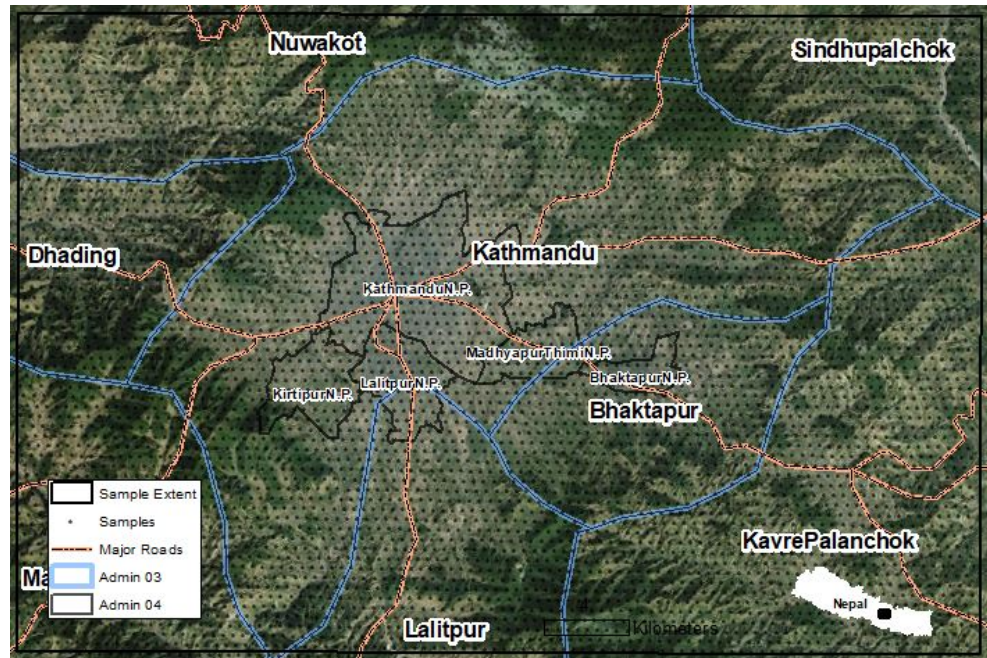 Nuwakot
Sindhupalchok
Dhading
Kathmandu
KathmanduN.P.
MadhyapurThimiN.P.
BhaktapurN.P.
LalitpurN.P.
KirtipurN.P.
Bhaktapur
Sample Extent
Samples
Major Roads
Admin 03
Admin 04
Ma
KavrePalanchok
Nepal
Lalitpur
Kilometers